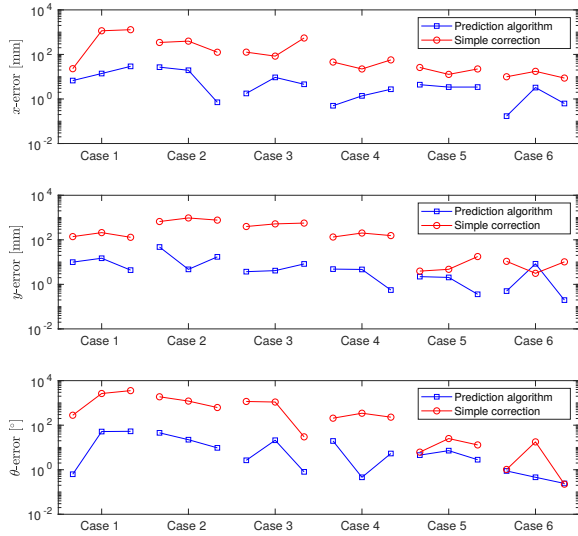 10^4
10^2
10^0
10^-2
x-error [mm]
Prediction algorithm
Simple correction
Case 1 Case 2 Case 3 Case 4 Case 5 Case 6
10^4
10^2
10^0
10^-2
y-error [mm]
Prediction algorithm
Simple correction
Case 1 Case 2 Case 3 Case 4 Case 5 Case 6
10^4
10^2
10^0
10^-2
θ-error [°]
Prediction algorithm
Simple correction
Case 1 Case 2 Case 3 Case 4 Case 5 Case 6